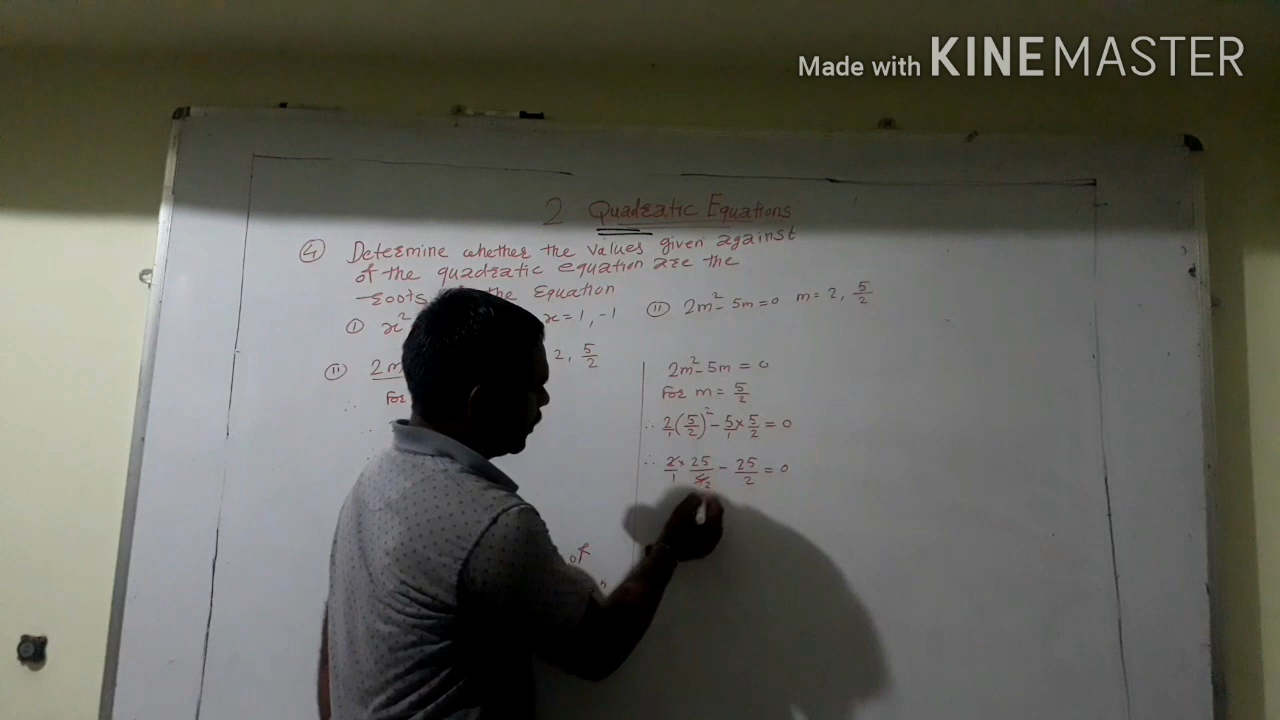 Made with KINEMASTER
2 Quadratic Equations
④ Determine whether the values given against
of the quadratic equation are the
roots the Equation
ⓘ x² x = 1, -1
ⓘⓘ 2m² - 5m = 0 m = 2, 5/2
ⓘⓘ 2m 2, 5/2
∴ For
2m² - 5m = 0
For m = 5/2
∴ 2/1 (5/2)² - 5/1 × 5/2 = 0
∴ 2/1 × 25/4 2 - 25/2 = 0
of